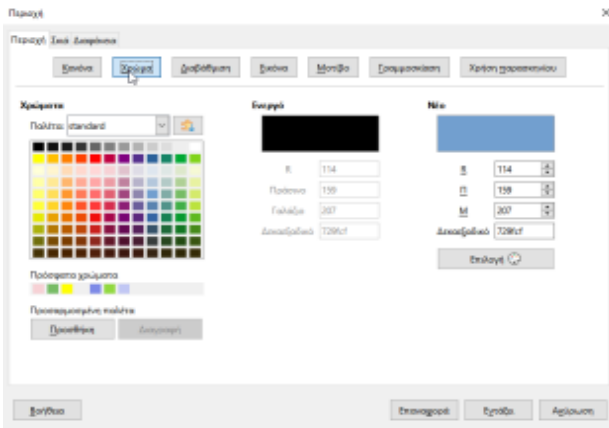 Περιοχή
Περιοχή Σκιά Διαφάνεια
Κανένα Χρώμα Διαβάθμιση Εικόνα Μοτίβο Γραμμοσκίαση Χρήση παρασκηνίου
Χρώματα Ενεργό Νέο
Παλέτα: standard
R 114 R 114
Πράσινο 159 Π 159
Γαλάζιο 207 Μ 207
Δεκαεξαδικό 729fcf Δεκαεξαδικό 729fcf
Επιλογή
Πρόσφατα χρώματα
Προσαρμοσμένη παλέτα
Προσθήκη Διαγραφή
Βοήθεια Επαναφορά Εντάξει Ακύρωση